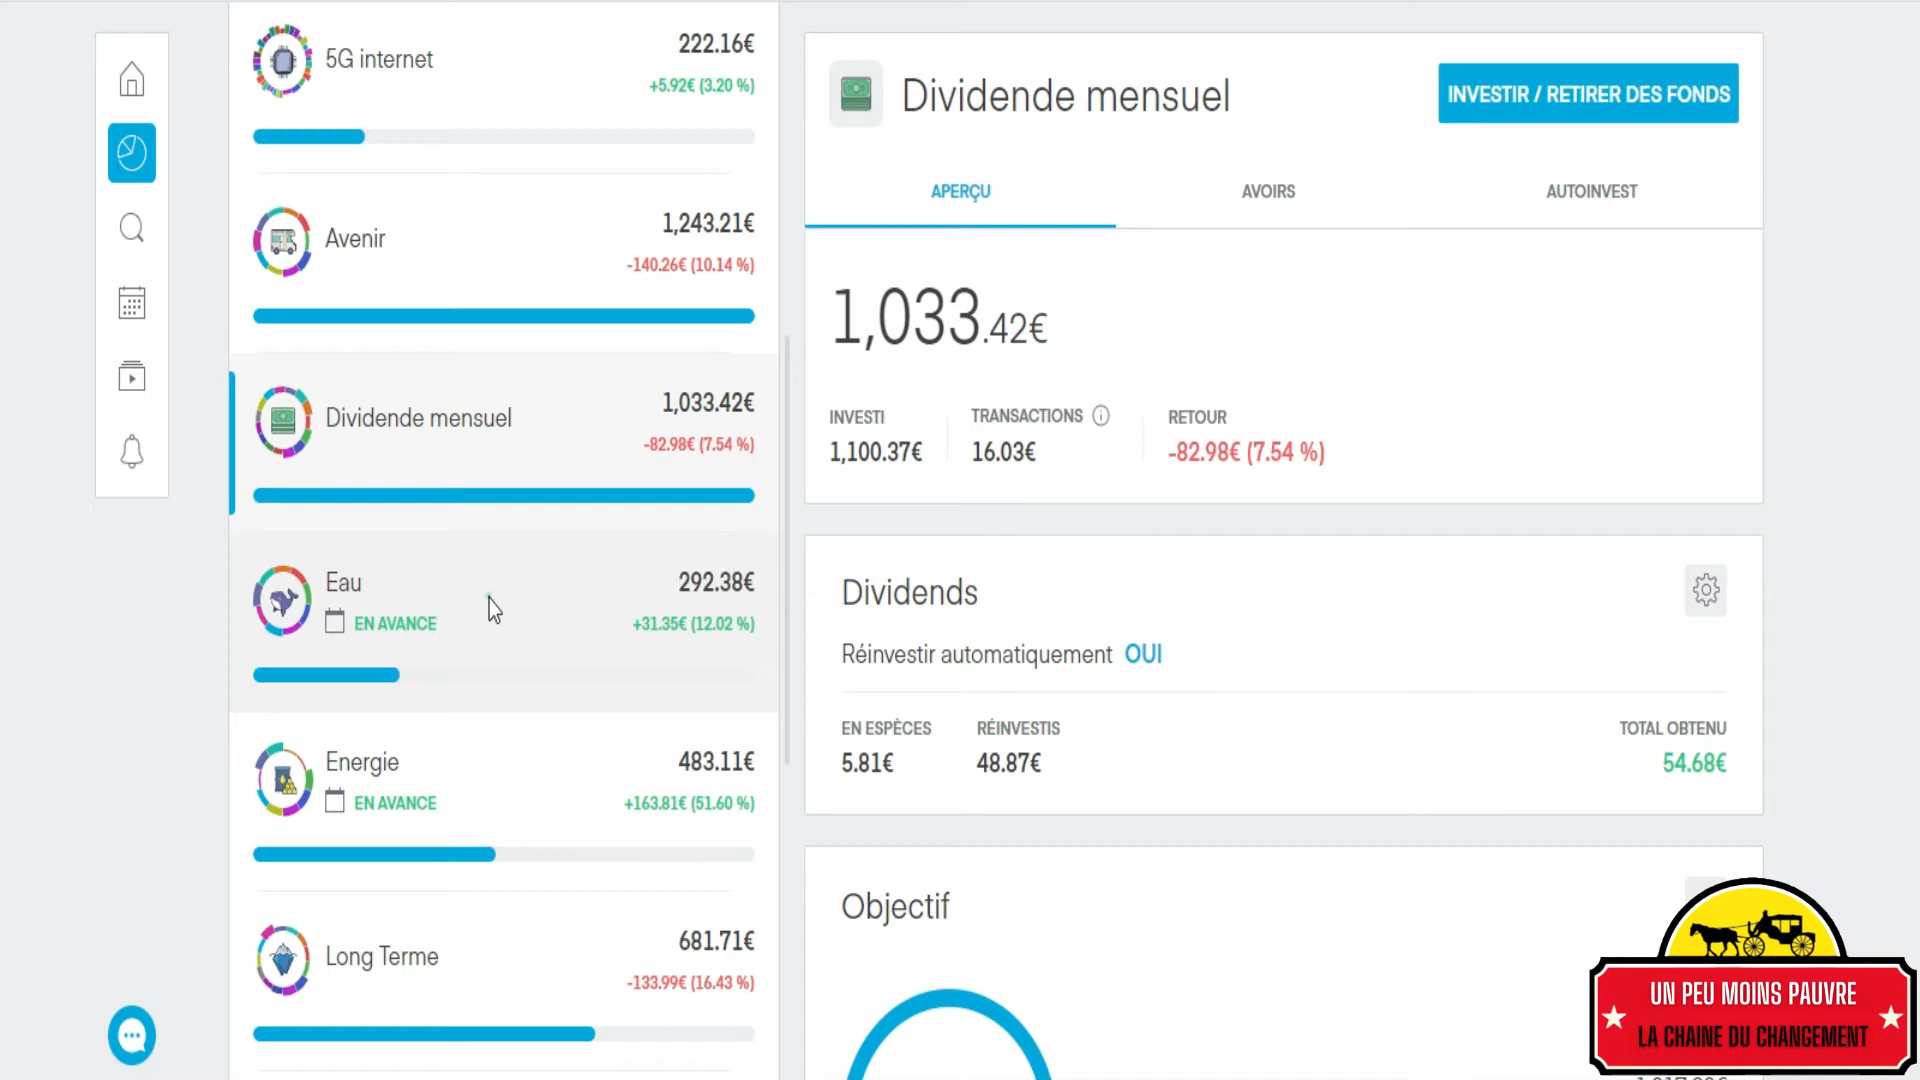 5G internet
222.16€
+5.92€ (3.20 %)
Avenir
1,243.21€
-140.26€ (10.14 %)
Dividende mensuel
1,033.42€
-82.98€ (7.54 %)
Eau
292.38€
EN AVANCE
+31.35€ (12.02 %)
Energie
483.11€
EN AVANCE
+163.81€ (51.60 %)
Long Terme
681.71€
-133.99€ (16.43 %)
Dividende mensuel
INVESTIR / RETIRER DES FONDS
APERÇU
AVOIRS
AUTOINVEST
1,033.42€
INVESTI
TRANSACTIONS
RETOUR
1,100.37€
16.03€
-82.98€ (7.54 %)
Dividends
Réinvestir automatiquement OUI
EN ESPÈCES
RÉINVESTIS
TOTAL OBTENU
5.81€
48.87€
54.68€
Objectif
UN PEU MOINS PAUVRE
LA CHAINE DU CHANGEMENT